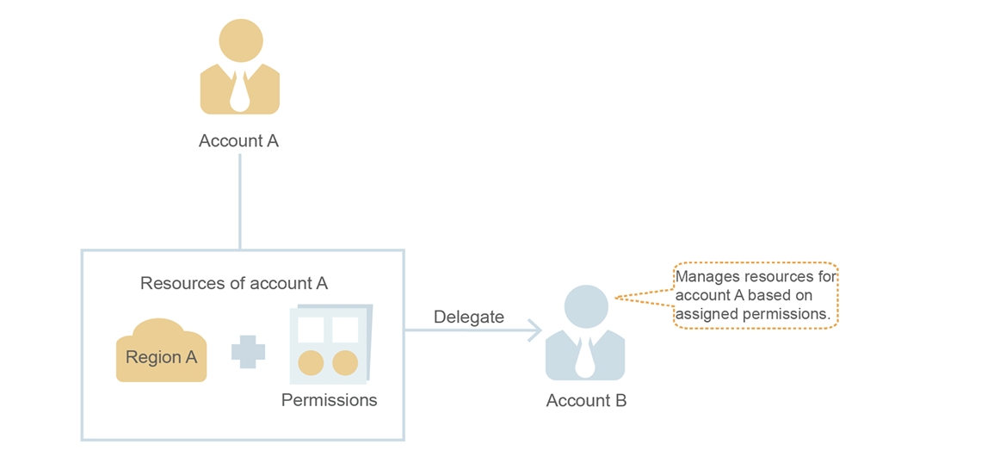 Account A
Resources of account A
Region A
Permissions
Delegate
Account B
Manages resources for
account A based on
assigned permissions.